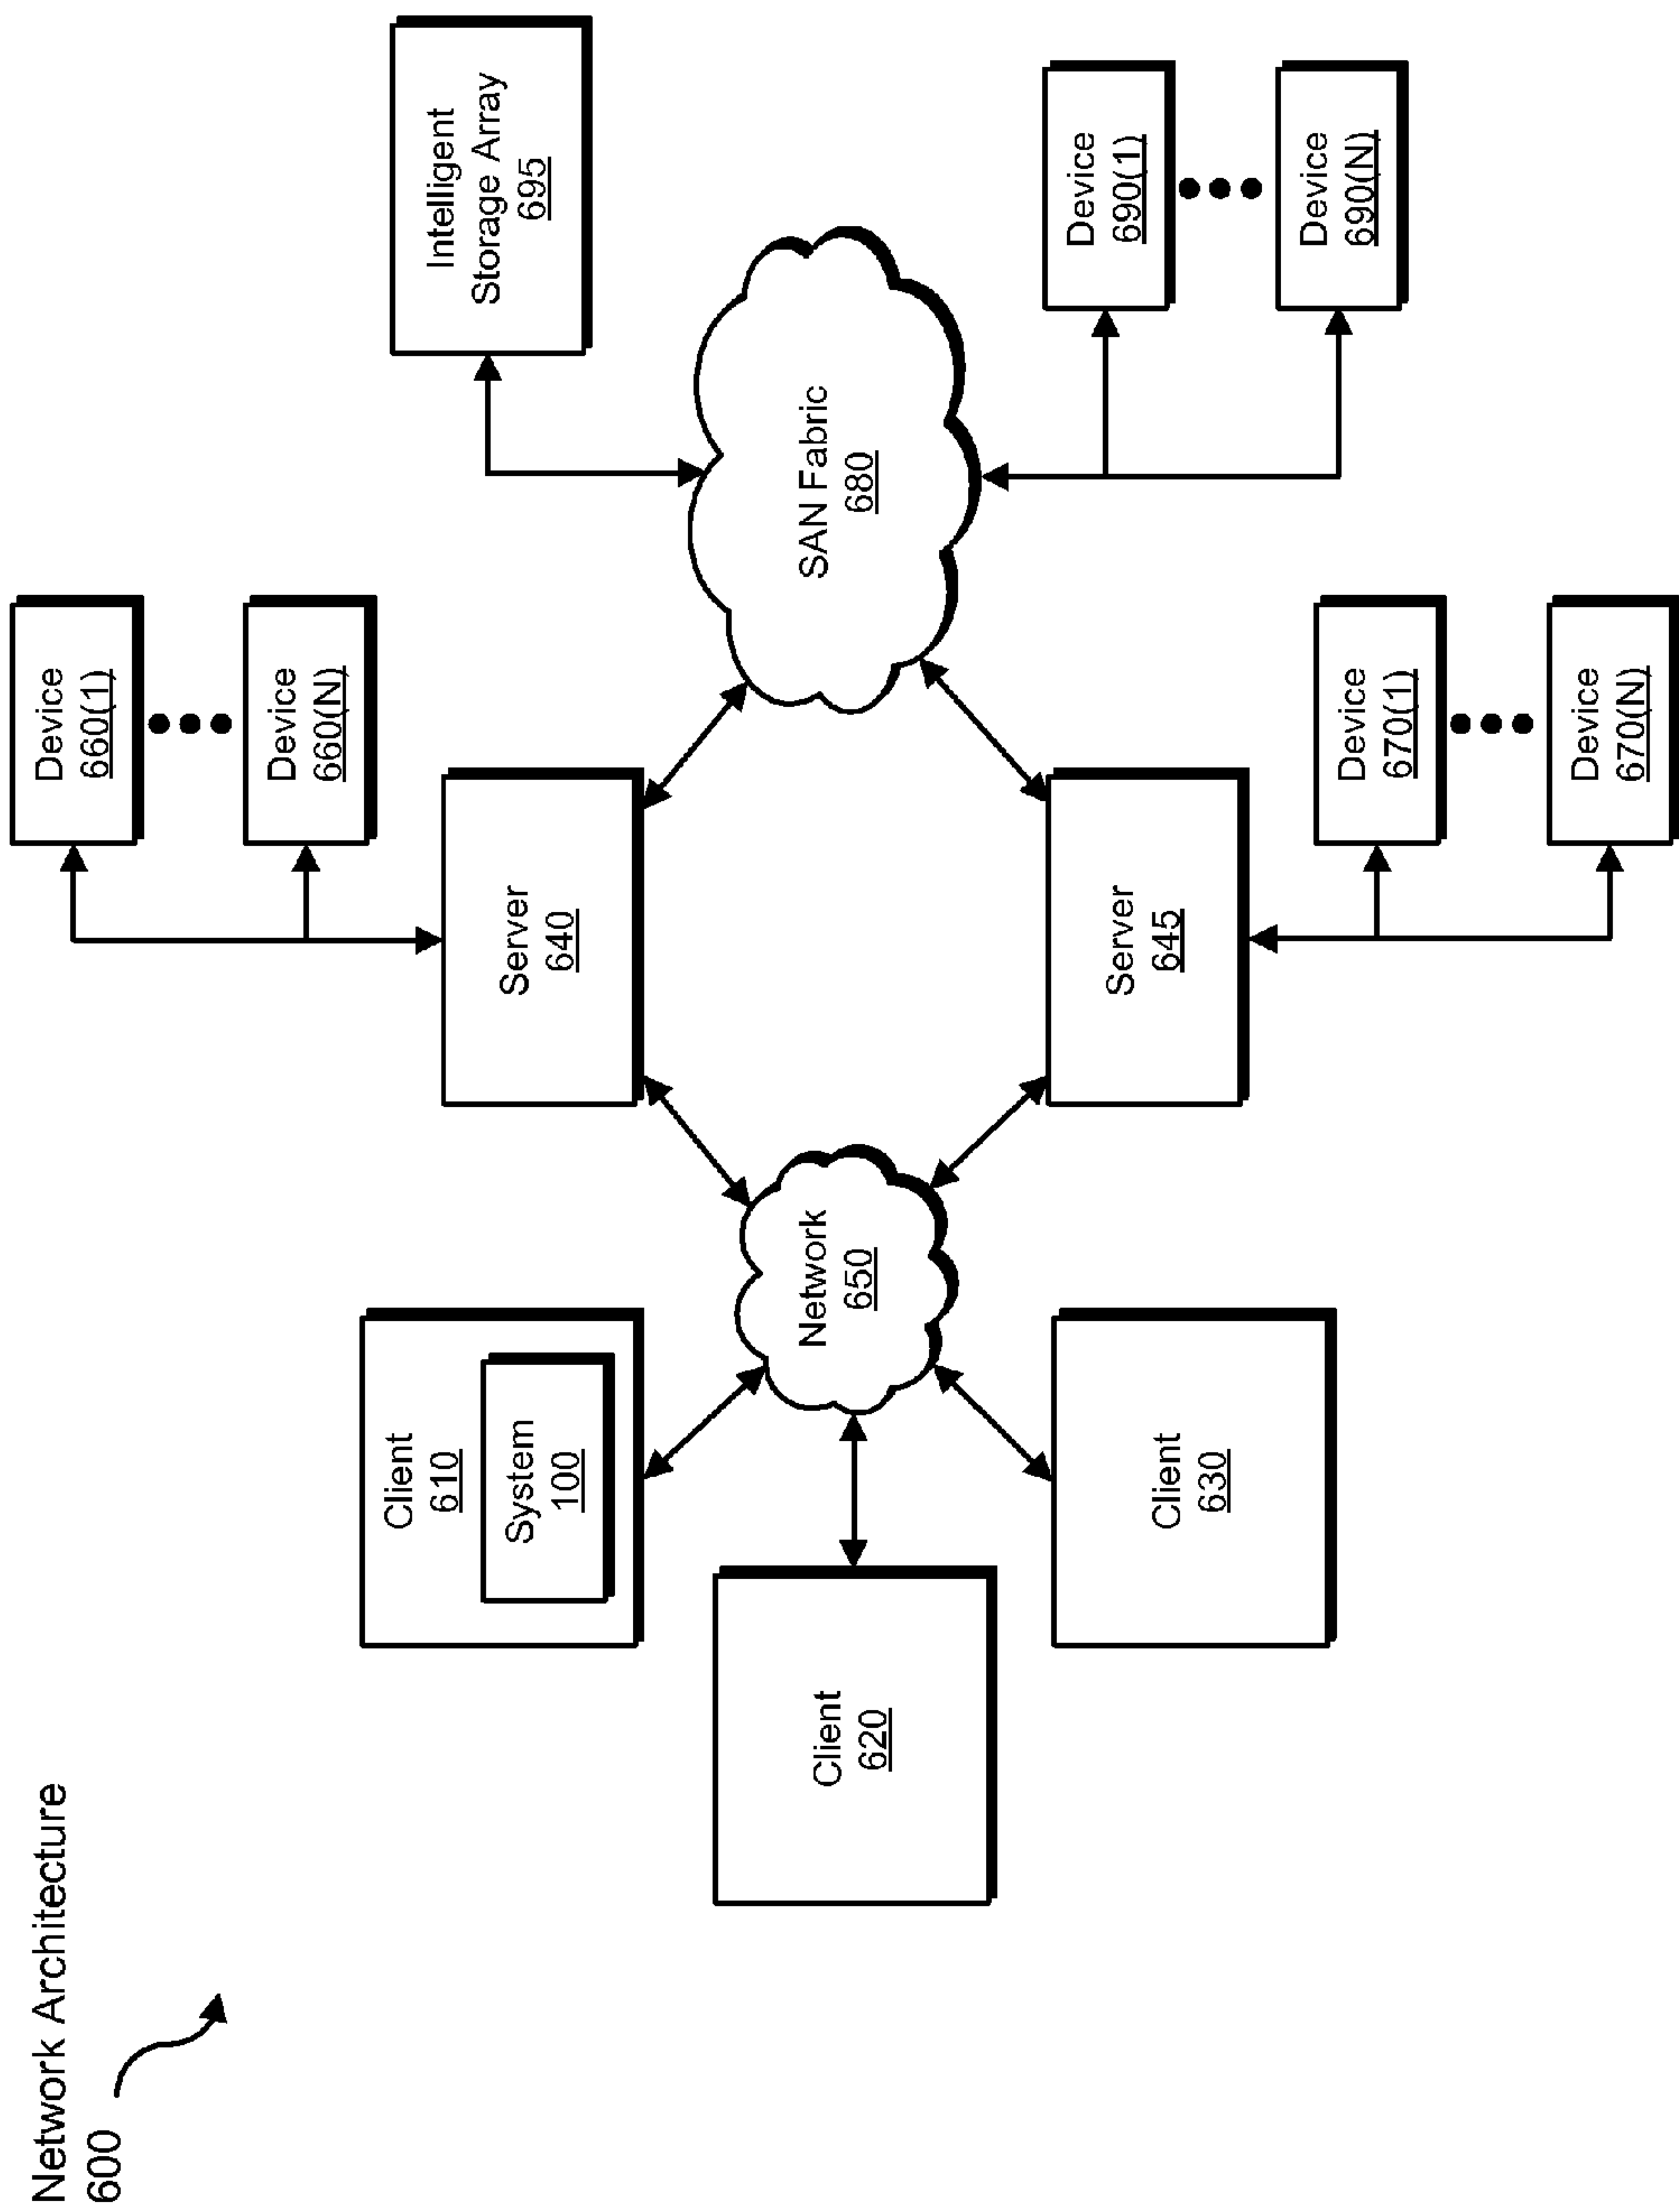 Network Architecture
600
Device
660(1)
Device
660(N)
Intelligent
Storage Array
695
Client
610
System
100
Server
640
Client
620
Network
650
SAN Fabric
680
Client
630
Server
645
Device
690(1)
Device
690(N)
Device
670(1)
Device
670(N)